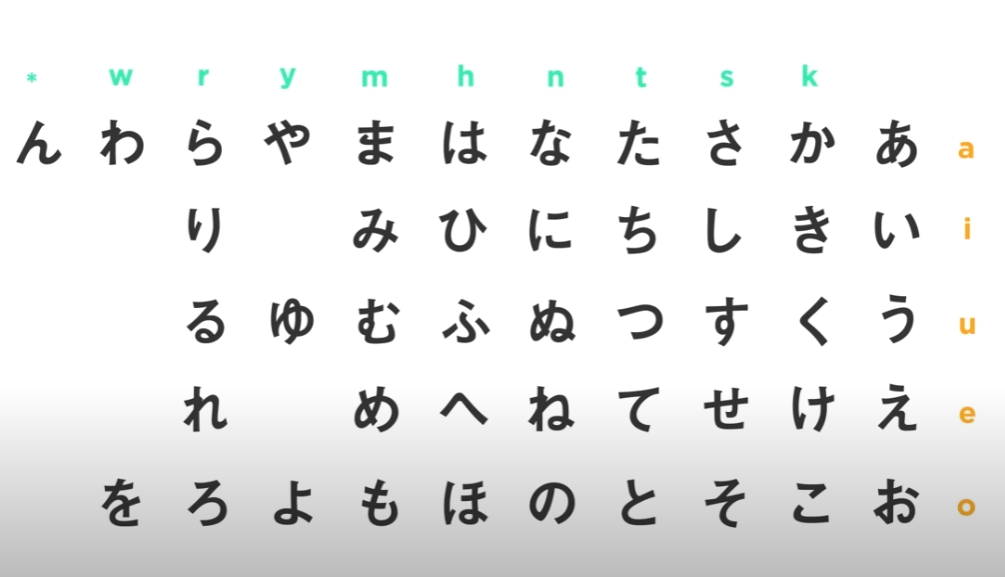 * w r y m h n t s k
ん わ ら や ま は な た さ か あ a
り み ひ に ち し き い i
る ゆ む ふ ぬ つ す く う u
れ め へ ね て せ け え e
を ろ よ も ほ の と そ こ お o